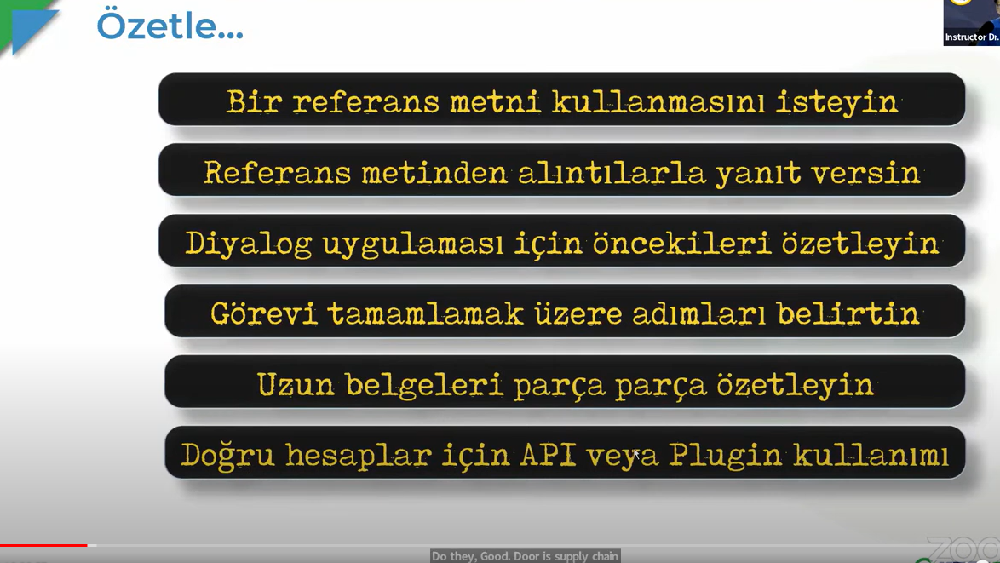 Özetle...
Instructor Dr.
Bir referans metni kullanmasını isteyin
Referans metinden alıntılarla yanıt versin
Diyalog uygulaması için öncekileri özetleyin
Görevi tamamlamak üzere adımları belirtin
Uzun belgeleri parça parça özetleyin
Doğru hesaplar için API veya Plugin kullanımı
Do they, Good. Door is supply chain